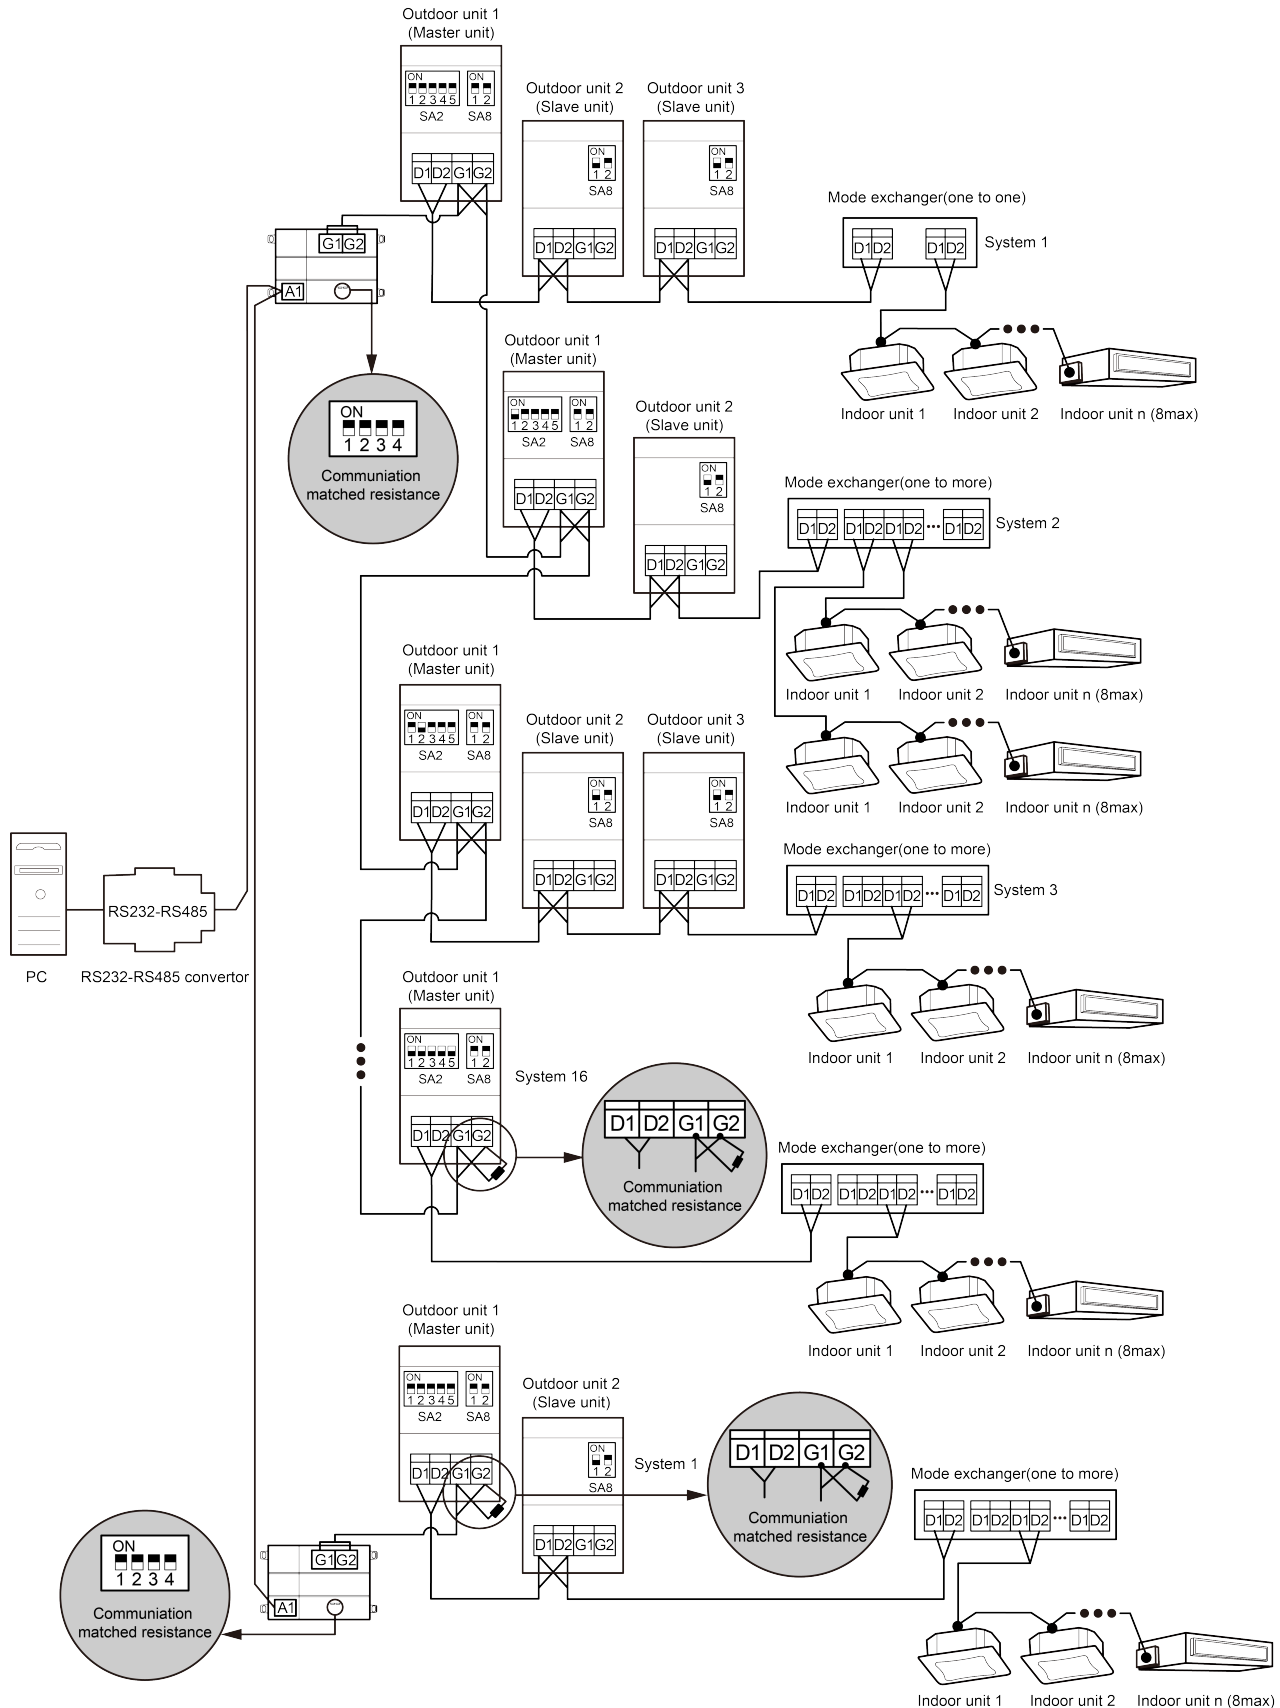 Outdoor unit 1
(Master unit)
ON
1 2 3 4 5
SA2
ON
1 2
SA8
D1 D2 G1 G2
Outdoor unit 2
(Slave unit)
ON
1 2
SA8
D1 D2 G1 G2
Outdoor unit 3
(Slave unit)
ON
1 2
SA8
D1 D2 G1 G2
Mode exchanger(one to one)
D1 D2 D1 D2
System 1
Indoor unit 1
Indoor unit 2
Indoor unit n (8max)
G1 G2
A1
ON
1 2 3 4
Communiation
matched resistance
Outdoor unit 1
(Master unit)
ON
1 2 3 4 5
SA2
ON
1 2
SA8
D1 D2 G1 G2
Outdoor unit 2
(Slave unit)
ON
1 2
SA8
D1 D2 G1 G2
Mode exchanger(one to more)
D1 D2 D1 D2 D1 D2 ••• D1 D2
System 2
Indoor unit 1
Indoor unit 2
Indoor unit n (8max)
Indoor unit 1
Indoor unit 2
Indoor unit n (8max)
Outdoor unit 1
(Master unit)
ON
1 2 3 4 5
SA2
ON
1 2
SA8
D1 D2 G1 G2
Outdoor unit 2
(Slave unit)
ON
1 2
SA8
D1 D2 G1 G2
Outdoor unit 3
(Slave unit)
ON
1 2
SA8
D1 D2 G1 G2
Mode exchanger(one to more)
D1 D2 D1 D2 D1 D2 ••• D1 D2
System 3
Indoor unit 1
Indoor unit 2
Indoor unit n (8max)
PC
RS232-RS485
RS232-RS485 convertor
Outdoor unit 1
(Master unit)
ON
1 2 3 4 5
SA2
ON
1 2
SA8
D1 D2 G1 G2
System 16
D1 D2 G1 G2
Communiation
matched resistance
Mode exchanger(one to more)
D1 D2 D1 D2 D1 D2 ••• D1 D2
Indoor unit 1
Indoor unit 2
Indoor unit n (8max)
Outdoor unit 1
(Master unit)
ON
1 2 3 4 5
SA2
ON
1 2
SA8
D1 D2 G1 G2
Outdoor unit 2
(Slave unit)
ON
1 2
SA8
D1 D2 G1 G2
System 1
D1 D2 G1 G2
Communiation
matched resistance
Mode exchanger(one to more)
D1 D2 D1 D2 D1 D2 ••• D1 D2
Indoor unit 1
Indoor unit 2
Indoor unit n (8max)
G1 G2
A1
ON
1 2 3 4
Communiation
matched resistance